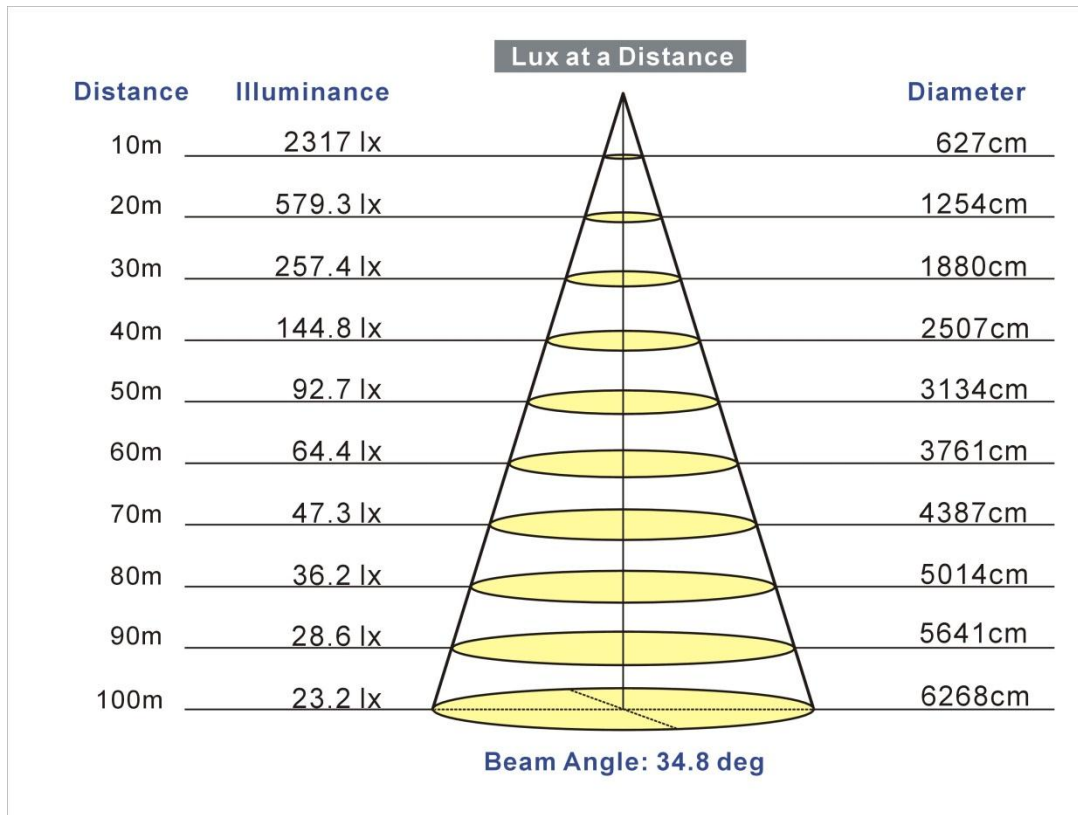 Lux at a Distance
Distance Illuminance Diameter
10m 2317 lx 627cm
20m 579.3 lx 1254cm
30m 257.4 lx 1880cm
40m 144.8 lx 2507cm
50m 92.7 lx 3134cm
60m 64.4 lx 3761cm
70m 47.3 lx 4387cm
80m 36.2 lx 5014cm
90m 28.6 lx 5641cm
100m 23.2 lx 6268cm
Beam Angle: 34.8 deg